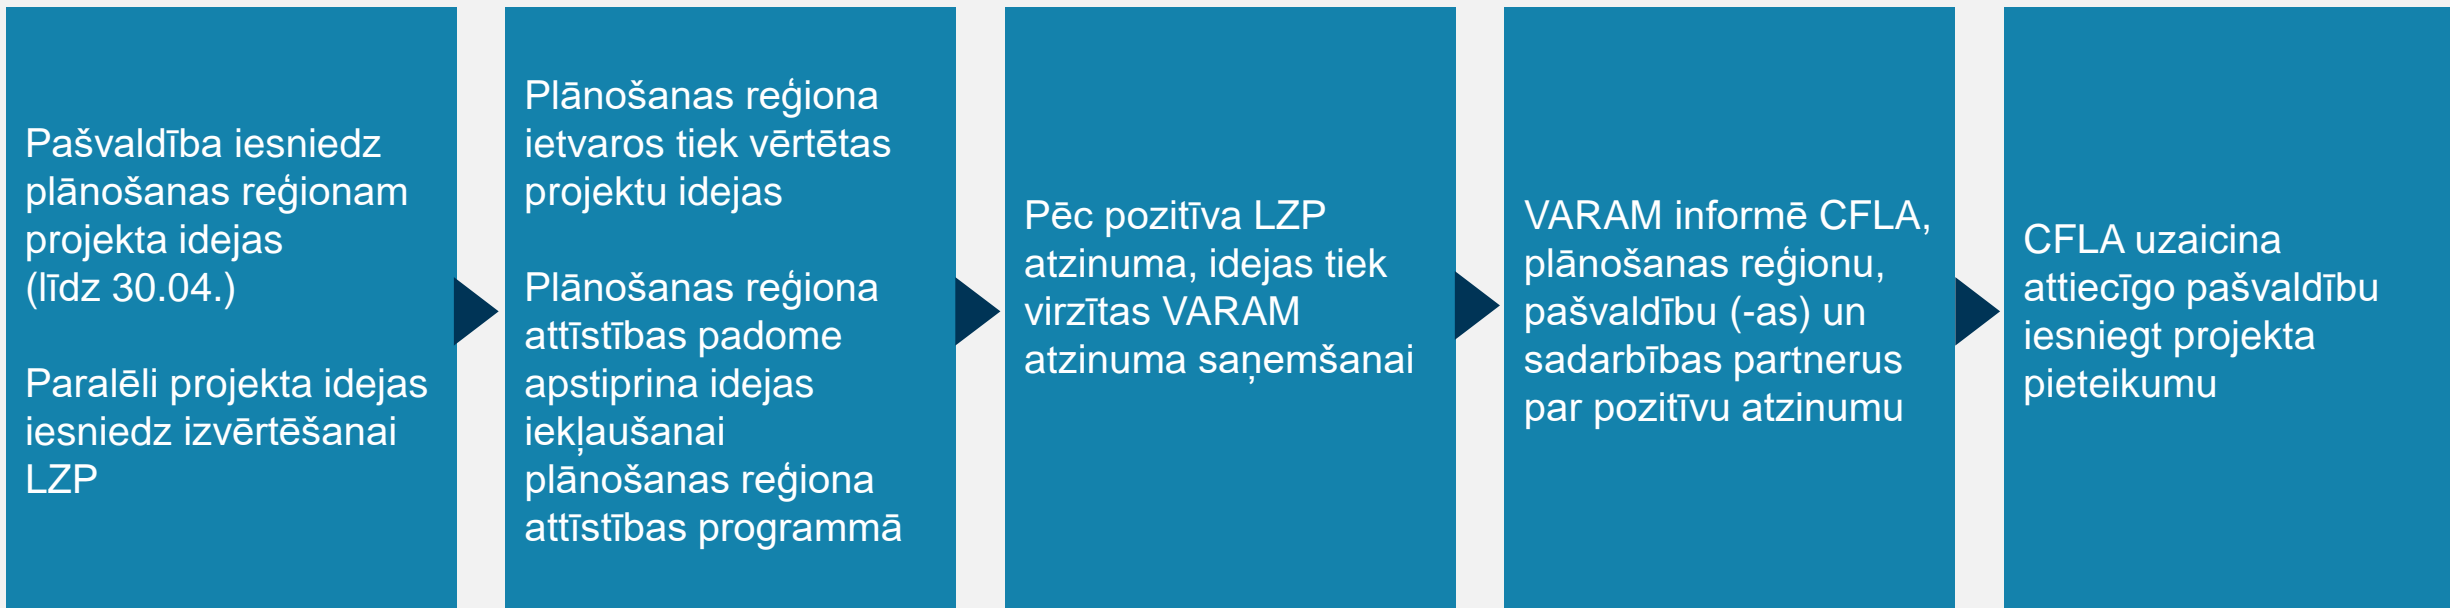 Pašvaldība iesniedz
plānošanas reģionam
projekta idejas
(līdz 30.04.)
Paralēli projekta idejas
iesniedz izvērtēšanai
LZP
Plānošanas reģiona
ietvaros tiek vērtētas
projektu idejas
Plānošanas reģiona
attīstības padome
apstiprina idejas
iekļaušanai
plānošanas reģiona
attīstības programmā
Pēc pozitīva LZP
atzinuma, idejas tiek
virzītas VARAM
atzinuma saņemšanai
VARAM informē CFLA,
plānošanas reģionu,
pašvaldību (-as) un
sadarbības partnerus
par pozitīvu atzinumu
CFLA uzaicina
attiecīgo pašvaldību
iesniegt projekta
pieteikumu